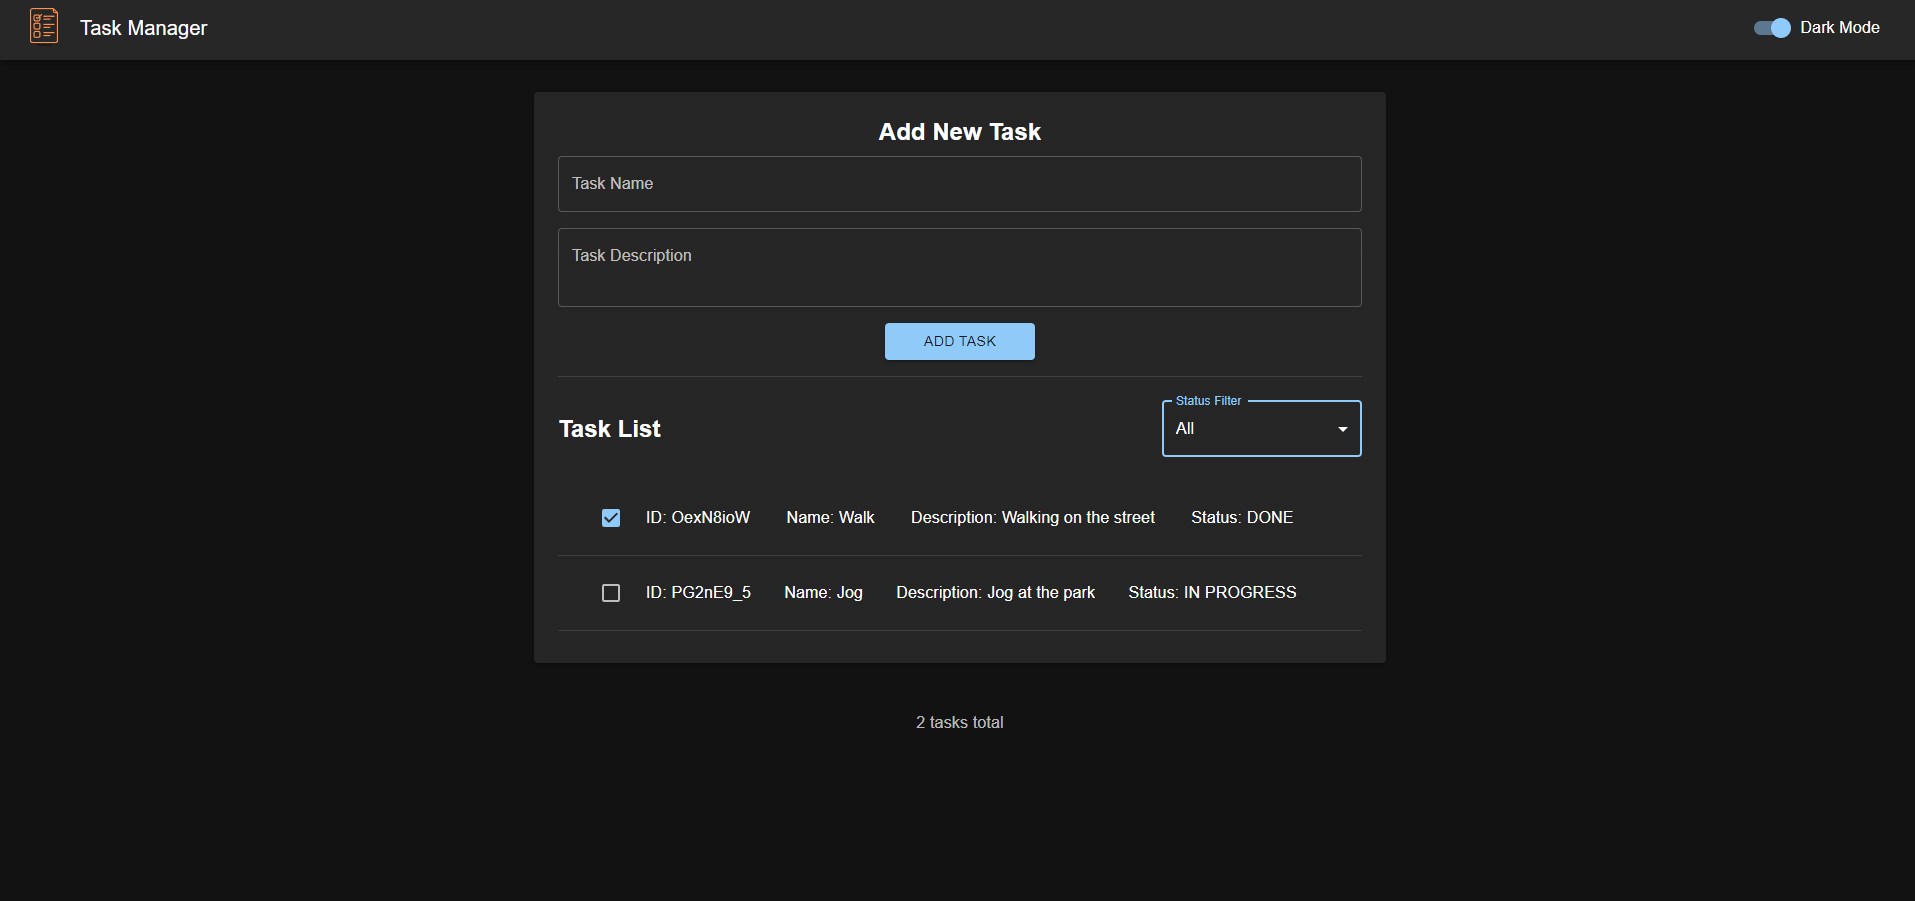 Task Manager
Dark Mode
Add New Task
Task Name
Task Description
ADD TASK
Status Filter
Task List
All
ID: OexN8ioW Name: Walk Description: Walking on the street Status: DONE
ID: PG2nE9_5 Name: Jog Description: Jog at the park Status: IN PROGRESS
2 tasks total